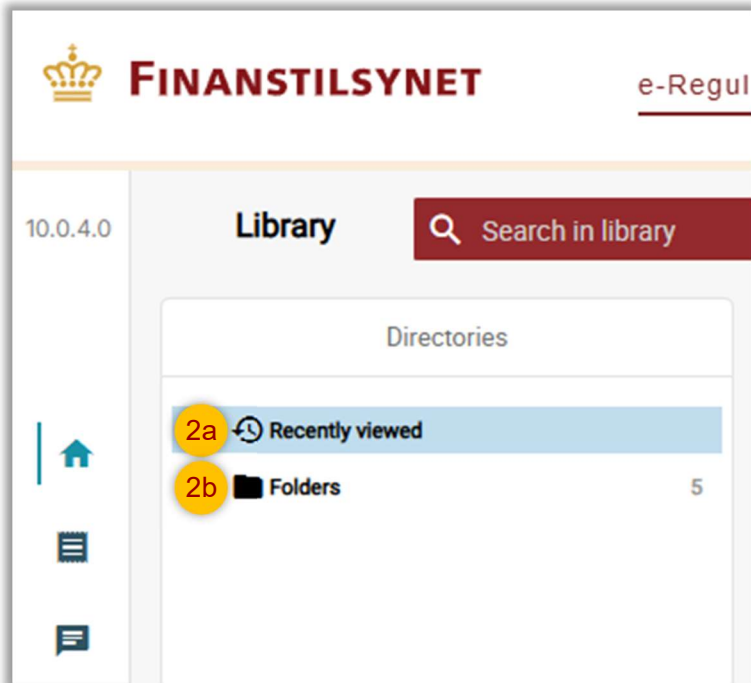 FINANSTILSYNET
e-Regul
10.0.4.0
Library
Search in library
Directories
2a Recently viewed
2b Folders 5